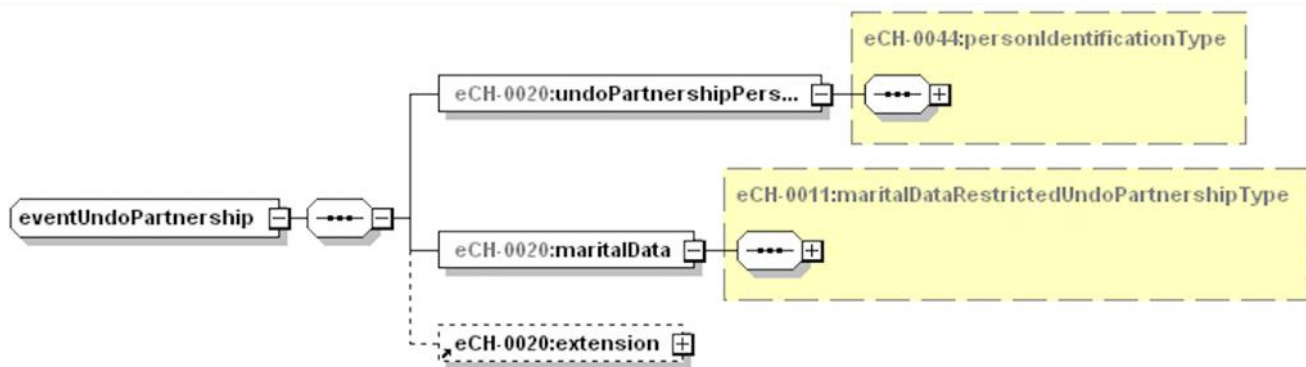 eCH-0044:personIdentificationType
eCH-0020:undoPartnershipPers...
eCH-0011:maritalDataRestrictedUndoPartnershipType
eventUndoPartnership
eCH-0020:maritalData
eCH-0020:extension